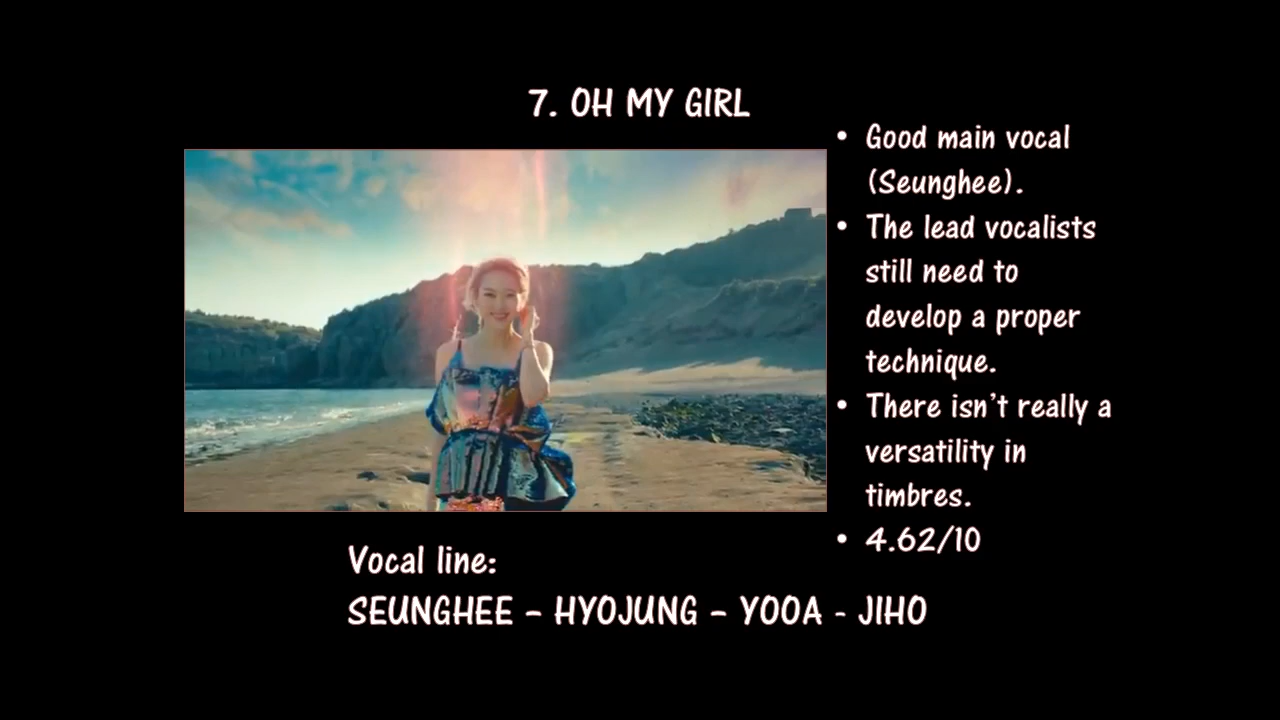 7. OH MY GIRL
• Good main vocal
(Seunghee).
• The lead vocalists
still need to
develop a proper
technique.
• There isn’t really a
versatility in
timbres.
• 4.62/10
Vocal line:
SEUNGHEE – HYOJUNG – YOOA - JIHO